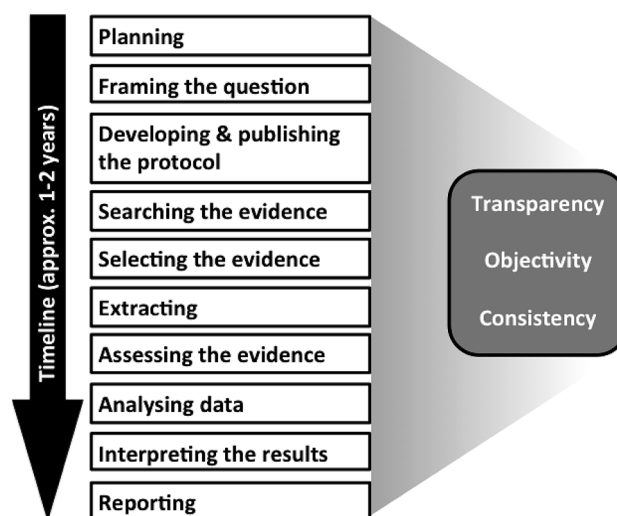 Timeline (approx. 1-2 years)
Planning
Framing the question
Developing & publishing
the protocol
Searching the evidence
Selecting the evidence
Extracting
Assessing the evidence
Analysing data
Interpreting the results
Reporting
Transparency
Objectivity
Consistency